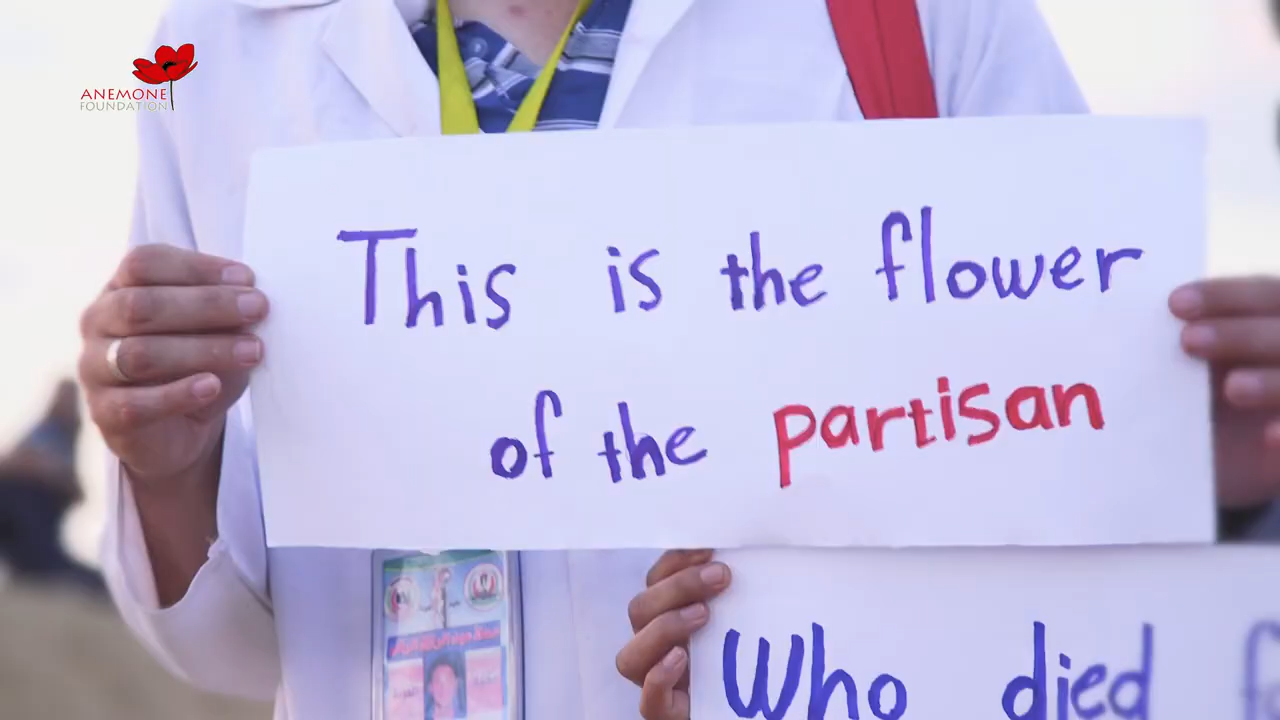 ANEMONE
FOUNDATION
This is the flower
of the partisan
Who died